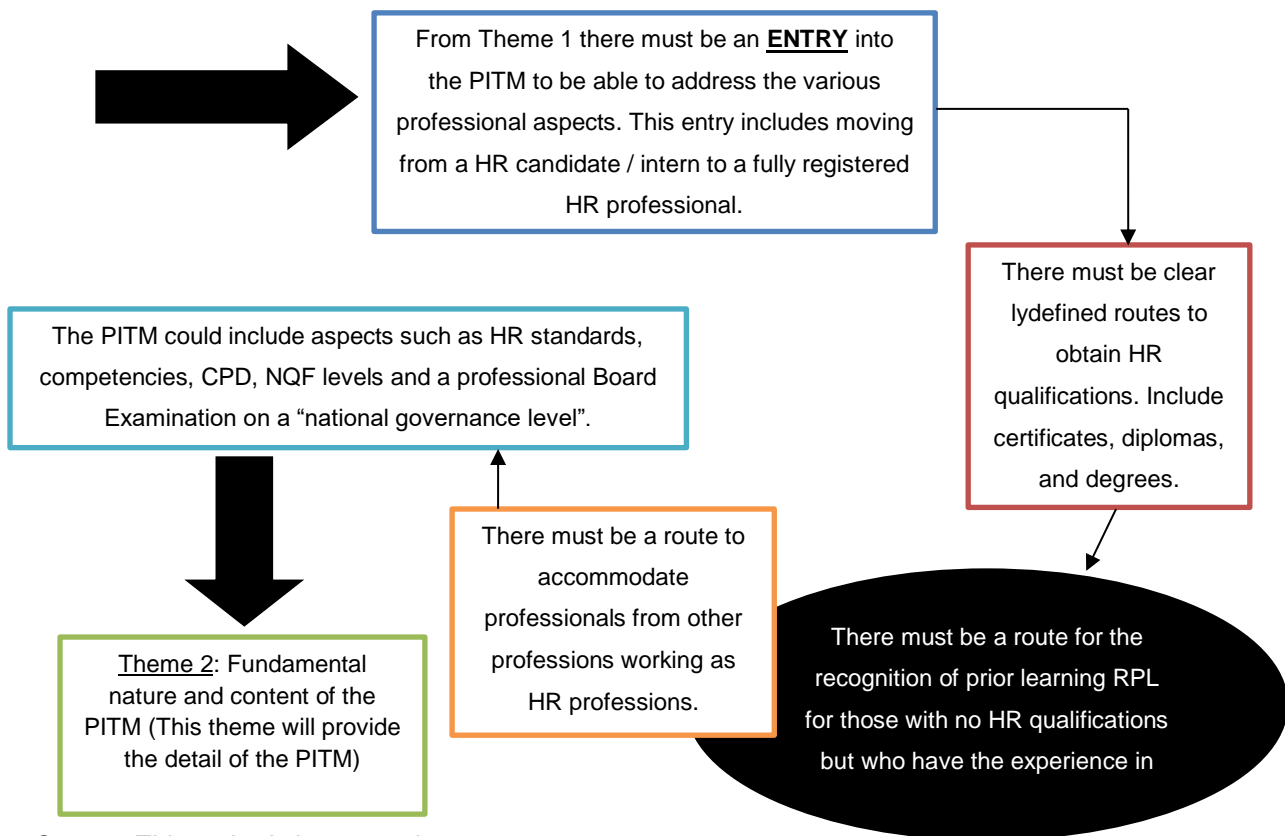 From Theme 1 there must be an ENTRY into
the PITM to be able to address the various
professional aspects. This entry includes moving
from a HR candidate / intern to a fully registered
HR professional.
There must be clear
lydefined routes to
obtain HR
qualifications. Include
certificates, diplomas,
and degrees.
There must be a route for the
recognition of prior learning RPL
for those with no HR qualifications
but who have the experience in
There must be a route to
accommodate
professionals from other
professions working as
HR professions.
The PITM could include aspects such as HR standards,
competencies, CPD, NQF levels and a professional Board
Examination on a “national governance level”.
Theme 2: Fundamental
nature and content of the
PITM (This theme will provide
the detail of the PITM)